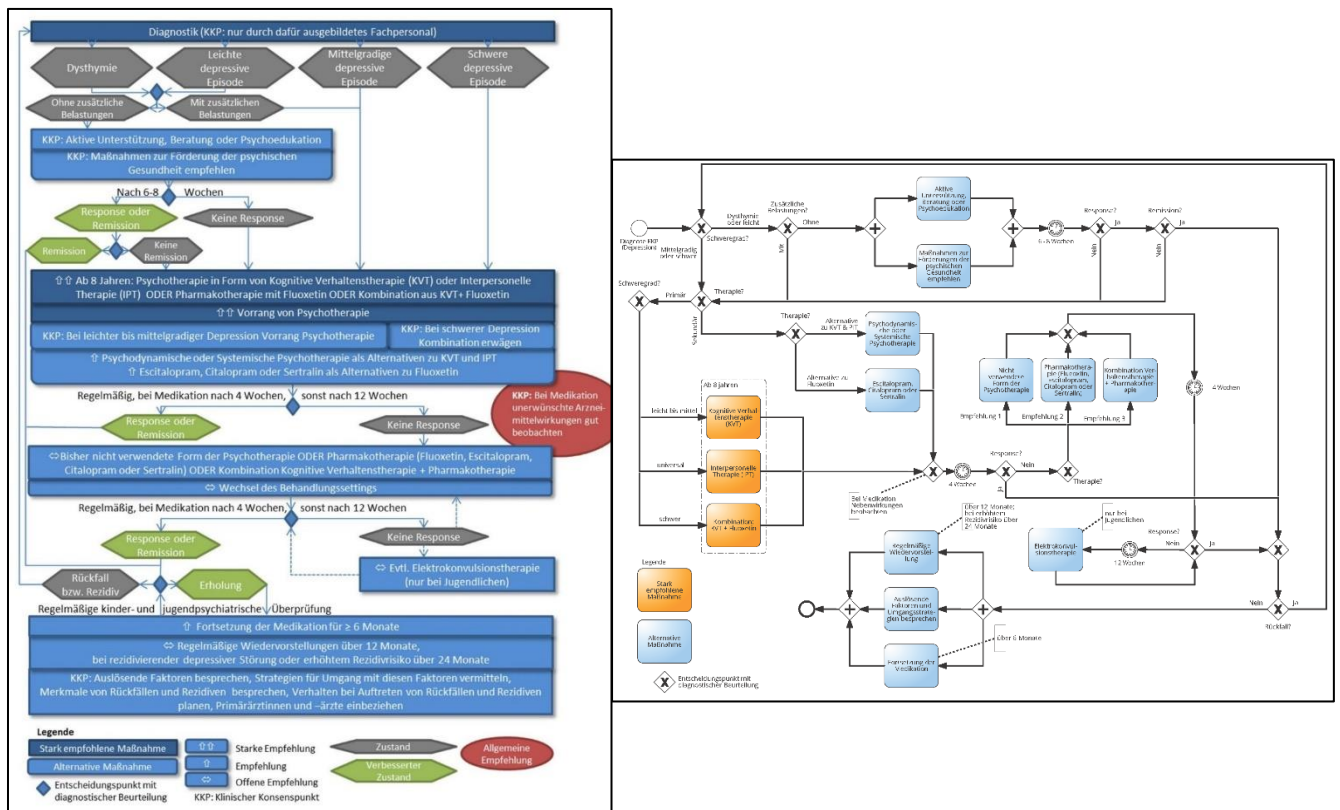 Diagnostik (KKP: nur durch dafür ausgebildetes Fachpersonal)
Dysthymie
Leichte
depressive
Episode
Mittelgradige
depressive
Episode
Schwere
depressive
Episode
Ohne zusätzliche
Belastungen
Mit zusätzlichen
Belastungen
KKP: Aktive Unterstützung, Beratung oder Psychoedukation
KKP: Maßnahmen zur Förderung der psychischen
Gesundheit empfehlen
Nach 6-8 Wochen
Response oder
Remission
Keine Response
Remission
Keine
Remission
⇧⇧ Ab 8 Jahren: Psychotherapie in Form von Kognitive Verhaltenstherapie (KVT) oder Interpersonelle
Therapie (IPT) ODER Pharmakotherapie mit Fluoxetin ODER Kombination aus KVT+ Fluoxetin
⇧⇧ Vorrang von Psychotherapie
KKP: Bei leichter bis mittelgradiger Depression Vorrang Psychotherapie
KKP: Bei schwerer Depression
Kombination erwägen
⇧ Psychodynamische oder Systemische Psychotherapie als Alternativen zu KVT und IPT
⇧ Escitalopram, Citalopram oder Sertralin als Alternativen zu Fluoxetin
Regelmäßig, bei Medikation nach 4 Wochen, sonst nach 12 Wochen
KKP: Bei Medikation
unerwünschte Arznei-
mittelwirkungen gut
beobachten
Response oder
Remission
Keine Response
⇔Bisher nicht verwendete Form der Psychotherapie ODER Pharmakotherapie (Fluoxetin, Escitalopram,
Citalopram oder Sertralin) ODER Kombination Kognitive Verhaltenstherapie + Pharmakotherapie
⇔ Wechsel des Behandlungssettings
Regelmäßig, bei Medikation nach 4 Wochen, sonst nach 12 Wochen
Response oder
Remission
Keine Response
⇔ Evtl. Elektrokonvulsionstherapie
(nur bei Jugendlichen)
Rückfall
bzw. Rezidiv
Erholung
Regelmäßige kinder- und jugendpsychiatrische Überprüfung
⇧ Fortsetzung der Medikation für ≥ 6 Monate
⇔ Regelmäßige Wiedervorstellungen über 12 Monate,
bei rezidivierender depressiver Störung oder erhöhtem Rezidivrisiko über 24 Monate
KKP: Auslösende Faktoren besprechen, Strategien für Umgang mit diesen Faktoren vermitteln,
Merkmale von Rückfällen und Rezidiven besprechen, Verhalten bei Auftreten von Rückfällen und Rezidiven
planen, Primärärztinnen und –ärzte einbeziehen
Legende
Stark empfohlene Maßnahme
Alternative Maßnahme
Entscheidungspunkt mit
diagnostischer Beurteilung
⇧⇧ Starke Empfehlung
⇧ Empfehlung
⇔ Offene Empfehlung
KKP: Klinischer Konsenspunkt
Zustand
Verbesserter
Zustand
Allgemeine
Empfehlung
Diagnose KKP
(Depression)
Schweregrad?
Dysthymie
oder leicht
Mittelgradig
oder schwer
Zusätzliche
Belastungen?
Ohne
Mit
Aktive
Unterstützung,
Beratung oder
Psychoedukation
Maßnahmen zur
Förderungen der
psychischen
Gesundheit
empfehlen
6 - 8 Wochen
Response?
Ja
Nein
Remission?
Ja
Nein
Schweregrad?
Primär
Therapie?
Sekundär
Therapie?
Alternative
zu KVT & PIT
Psychodynamis-
che oder
Systemische
Psychotherapie
Alternative zu
Fluoxetin
Escitalopram,
Citalopram oder
Sertralin
Ab 8 Jahren
leicht bis mittel
Kognitive Verhal-
tenstherapie
(KVT)
universal
Interpersonelle
Therapie (IPT)
schwer
Kombination:
KVT + Fluoxetin
Bei Medikation
Nebenwirkungen
beobachten
4 Wochen
Response?
Nein
Ja
Therapie?
Nicht
verwendete
Form der
Psychotherapie
Pharmakothe-
rapie (Fluoxetin,
Escitalopram,
Citalopram oder
Sertralin;
Kombination Ver-
haltenstherapie
+ Pharmakothe-
rapie
Empfehlung 1
Empfehlung 2
Empfehlung 3
4 Wochen
über 12 Monate;
bei erhöhtem
Rezidivrisiko über
24 Monate
nur bei
Jugendlichen
Elektrokonvul-
sionstherapie
12 Wochen
Response?
Nein
Ja
Regelmäßige
Wiedervorstel-
lung
Auslösende
Faktoren und
Umgangsstrate-
gien besprechen
Fortsetzung der
Medikation
über 6 Monate
Nein
Ja
Rückfall?
Legende
Stark
empfohlene
Maßnahme
Alternative
Maßnahme
Entscheidungspunkt mit
diagnostischer Beurteilung